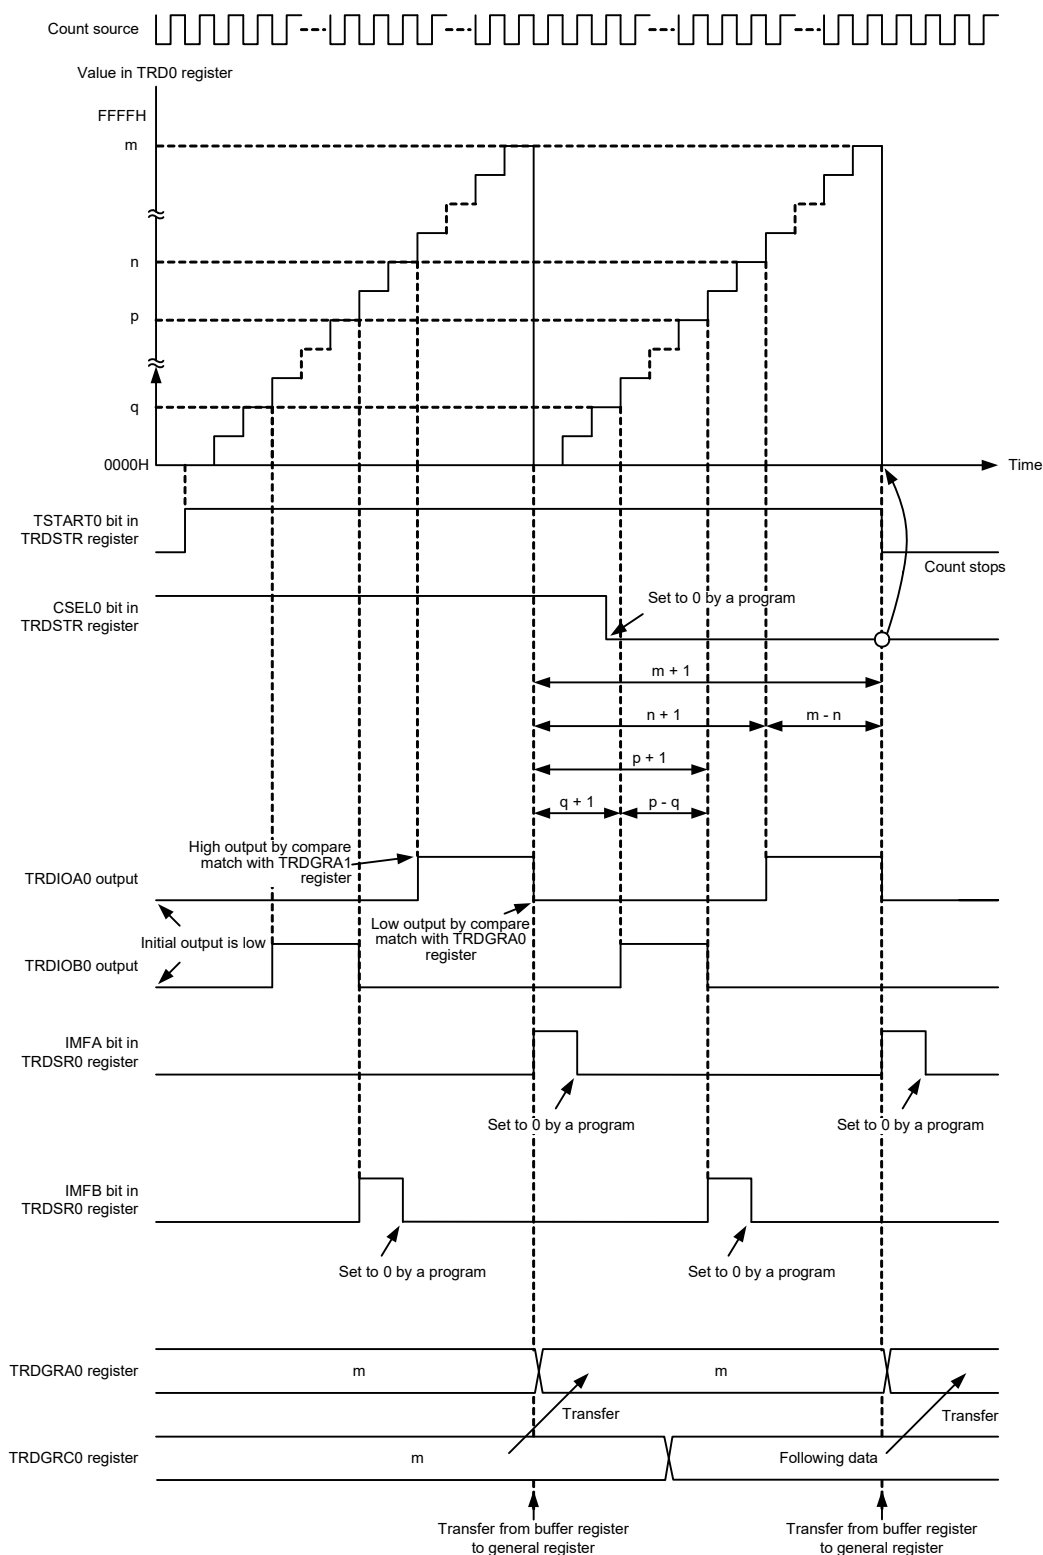 Count source
Value in TRD0 register
FFFFH
m
n
p
q
0000H
Time
TSTART0 bit in
TRDSTR register
Count stops
CSEL0 bit in
TRDSTR register
Set to 0 by a program
m + 1
n + 1
m - n
p + 1
q + 1
p - q
High output by compare
match with TRDGRA1
register
TRDIOA0 output
Low output by compare
match with TRDGRA0
register
Initial output is low
TRDIOB0 output
IMFA bit in
TRDSR0 register
Set to 0 by a program
Set to 0 by a program
IMFB bit in
TRDSR0 register
Set to 0 by a program
Set to 0 by a program
TRDGRA0 register
m
m
Transfer
Transfer
TRDGRC0 register
m
Following data
Transfer from buffer register
to general register
Transfer from buffer register
to general register